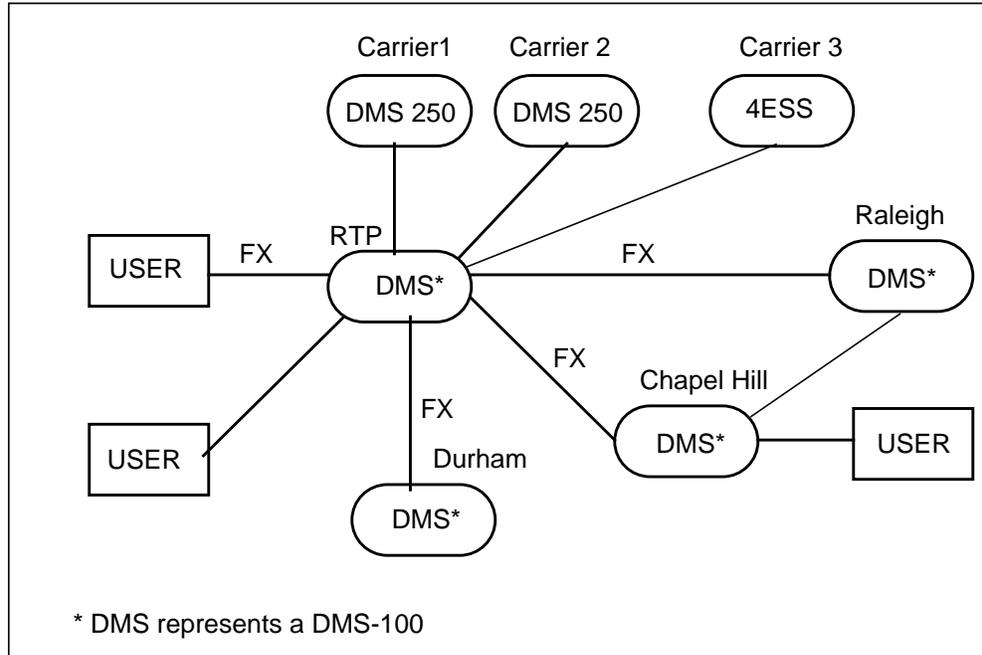 Carrier1
Carrier 2
Carrier 3
DMS 250
DMS 250
4ESS
Raleigh
RTP
USER
FX
DMS*
FX
DMS*
FX
Chapel Hill
FX
DMS*
USER
USER
Durham
DMS*
* DMS represents a DMS-100